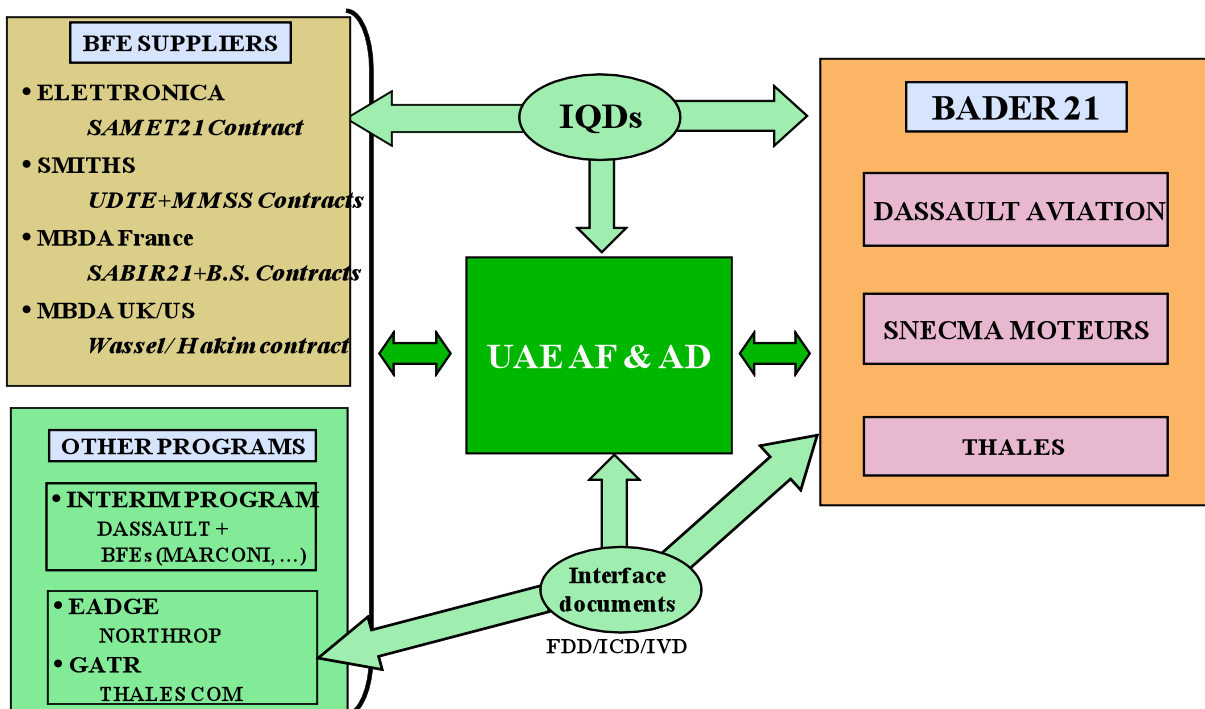 BFE SUPPLIERS
• ELETTRONICA
SAMET21 Contract
• SMITHS
UDTE+MMSS Contracts
• MBDA France
SABIR21+B.S. Contracts
• MBDA UK/US
Wassel/ Hakim contract
OTHER PROGRAMS
• INTERIM PROGRAM
DASSAULT +
BFEs (MARCONI, …)
• EADGE
NORTHROP
• GATR
THALES COM
IQDs
UAE AF & AD
Interface
documents
FDD/ICD/IVD
BADER 21
DASSAULT AVIATION
SNECMA MOTEURS
THALES